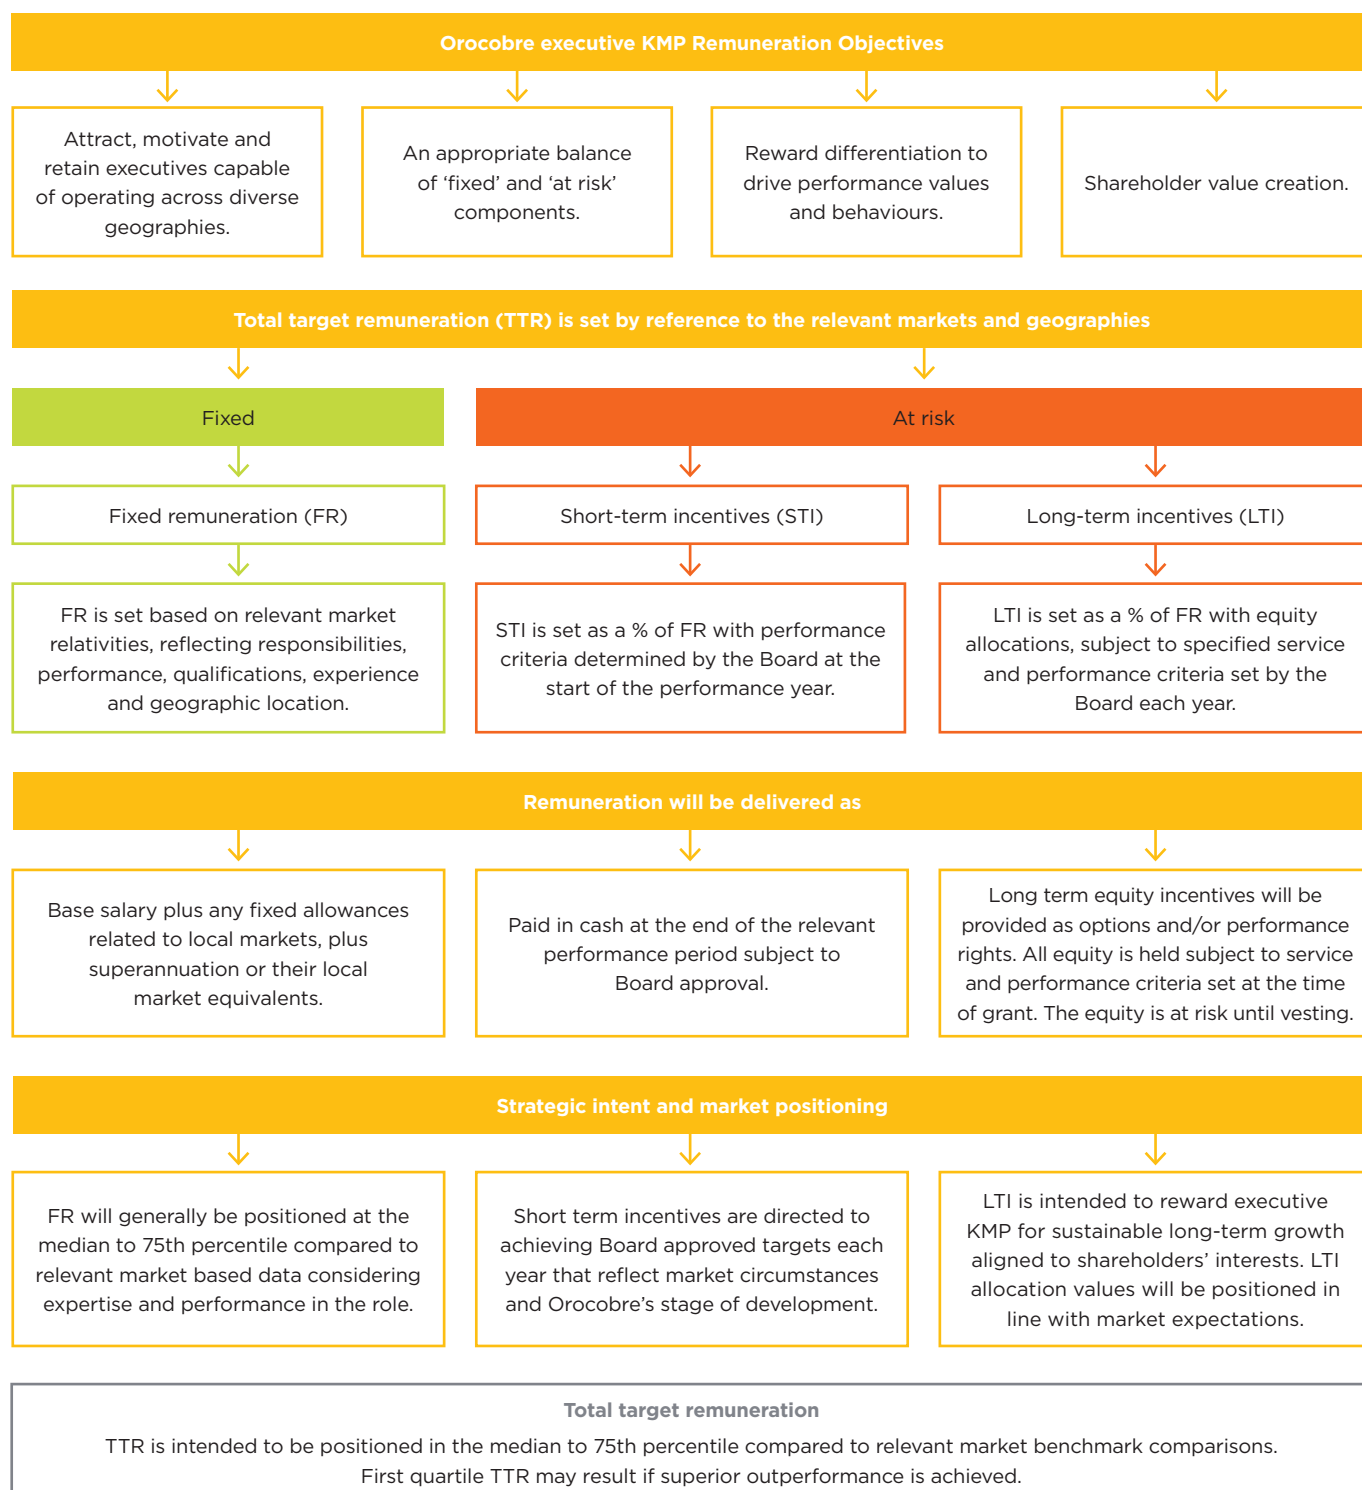 Orocobre executive KMP Remuneration Objectives
Attract, motivate and
retain executives capable
of operating across diverse
geographies.
An appropriate balance
of ‘fixed’ and ‘at risk’
components.
Reward differentiation to
drive performance values
and behaviours.
Shareholder value creation.
Total target remuneration (TTR) is set by reference to the relevant markets and geographies
Fixed
At risk
Fixed remuneration (FR)
Short-term incentives (STI)
Long-term incentives (LTI)
FR is set based on relevant market
relativities, reflecting responsibilities,
performance, qualifications, experience
and geographic location.
STI is set as a % of FR with performance
criteria determined by the Board at the
start of the performance year.
LTI is set as a % of FR with equity
allocations, subject to specified service
and performance criteria set by the
Board each year.
Remuneration will be delivered as
Base salary plus any fixed allowances
related to local markets, plus
superannuation or their local
market equivalents.
Paid in cash at the end of the relevant
performance period subject to
Board approval.
Long term equity incentives will be
provided as options and/or performance
rights. All equity is held subject to service
and performance criteria set at the time
of grant. The equity is at risk until vesting.
Strategic intent and market positioning
FR will generally be positioned at the
median to 75th percentile compared to
relevant market based data considering
expertise and performance in the role.
Short term incentives are directed to
achieving Board approved targets each
year that reflect market circumstances
and Orocobre’s stage of development.
LTI is intended to reward executive
KMP for sustainable long-term growth
aligned to shareholders’ interests. LTI
allocation values will be positioned in
line with market expectations.
Total target remuneration
TTR is intended to be positioned in the median to 75th percentile compared to relevant market benchmark comparisons.
First quartile TTR may result if superior outperformance is achieved.